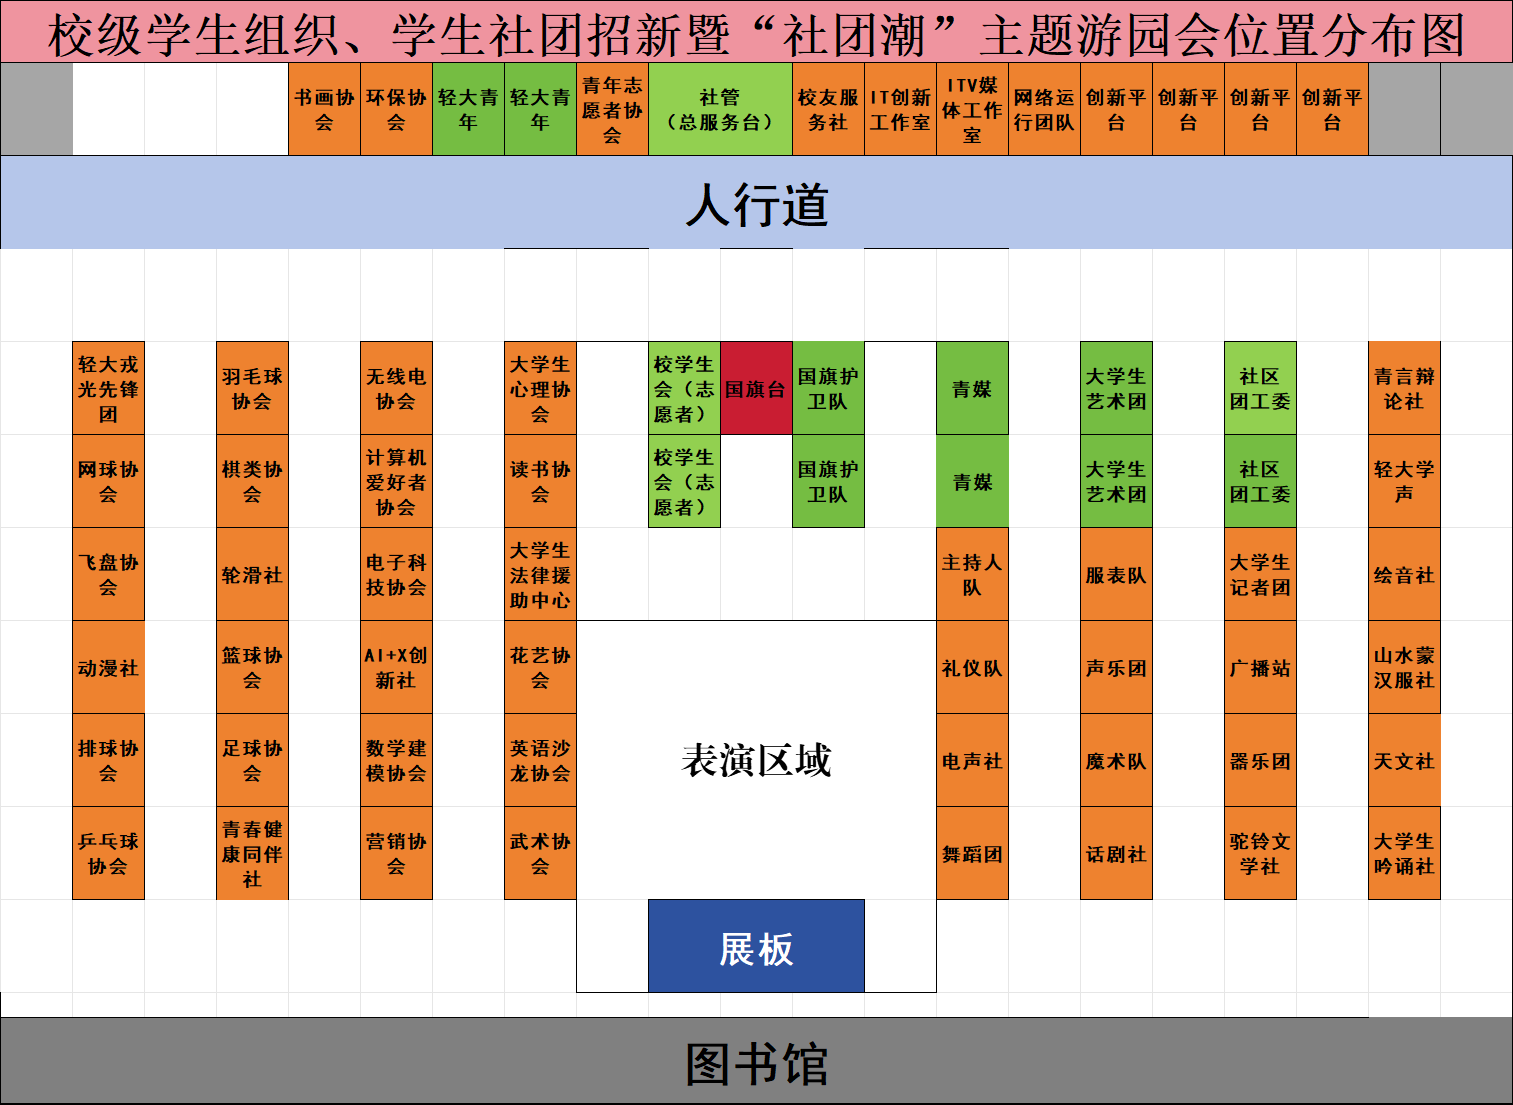 校级学生组织、学生社团招新暨“社团潮”主题游园会位置分布图
书画协
会
环保协
会
轻大青
年
轻大青
年
青年志
愿者协
会
社管
（总服务台）
校友服
务社
IT创新
工作室
ITV媒
体工作
室
网络运
行团队
创新平
台
创新平
台
创新平
台
创新平
台
人行道
轻大戎
光先锋
团
羽毛球
协会
无线电
协会
大学生
心理协
会
校学生
会（志
愿者）
国旗台
国旗护
卫队
青媒
大学生
艺术团
社区
团工委
青言辩
论社
网球协
会
棋类协
会
计算机
爱好者
协会
读书协
会
校学生
会（志
愿者）
国旗护
卫队
青媒
大学生
艺术团
社区
团工委
轻大学
声
飞盘协
会
轮滑社
电子科
技协会
大学生
法律援
助中心
主持人
队
服表队
大学生
记者团
绘音社
动漫社
篮球协
会
AI+X创
新社
花艺协
会
礼仪队
声乐团
广播站
山水蒙
汉服社
排球协
会
足球协
会
数学建
模协会
英语沙
龙协会
表演区域
电声社
魔术队
器乐团
天文社
乒乓球
协会
青春健
康同伴
社
营销协
会
武术协
会
舞蹈团
话剧社
驼铃文
学社
大学生
吟诵社
展板
图书馆